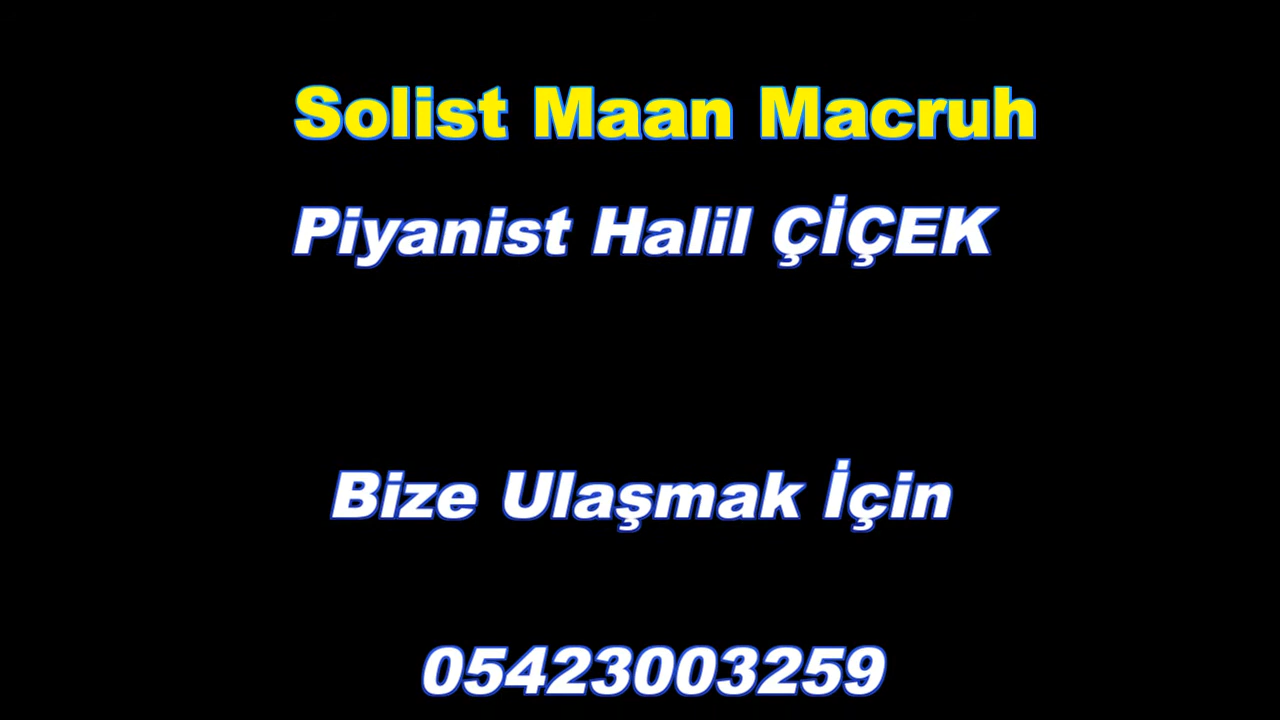 Solist Maan Macruh
Piyanist Halil ÇİÇEK
Bize Ulaşmak İçin
05423003259